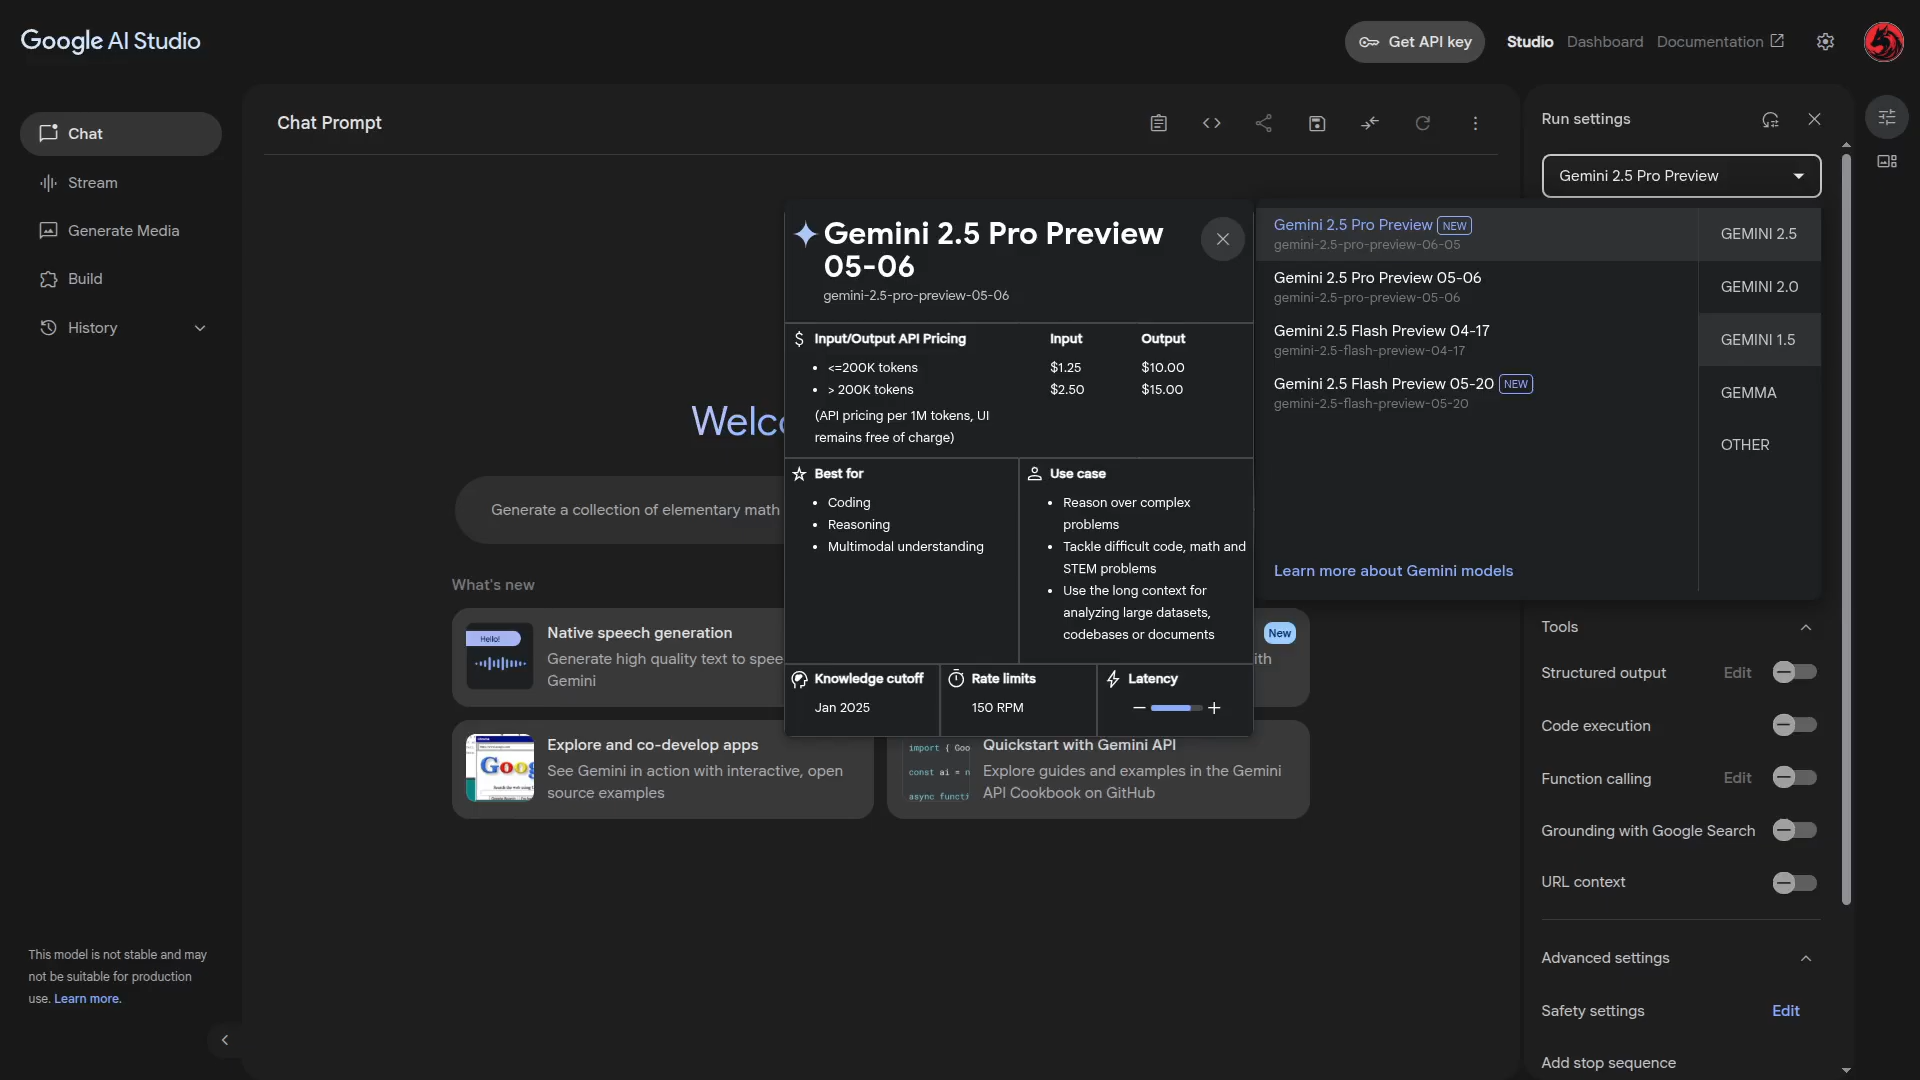 Google AI Studio
Get API key
Studio
Dashboard
Documentation
Chat
Stream
Generate Media
Build
History
This model is not stable and may
not be suitable for production
use. Learn more.
Chat Prompt
Generate a collection of elementary math
What's new
Hello!
Native speech generation
Generate high quality text to spee
Gemini
New
ith
Explore and co-develop apps
See Gemini in action with interactive, open
source examples
import { Goo
const ai = n
async functi
Quickstart with Gemini API
Explore guides and examples in the Gemini
API Cookbook on GitHub
Gemini 2.5 Pro Preview
05-06
gemini-2.5-pro-preview-05-06
Input/Output API Pricing Input Output
• <=200K tokens $1.25 $10.00
• > 200K tokens $2.50 $15.00
(API pricing per 1M tokens, UI
remains free of charge)
Best for
• Coding
• Reasoning
• Multimodal understanding
Use case
• Reason over complex
problems
• Tackle difficult code, math and
STEM problems
• Use the long context for
analyzing large datasets,
codebases or documents
Knowledge cutoff
Jan 2025
Rate limits
150 RPM
Latency
Run settings
Gemini 2.5 Pro Preview
Gemini 2.5 Pro Preview NEW
gemini-2.5-pro-preview-06-05
Gemini 2.5 Pro Preview 05-06
gemini-2.5-pro-preview-05-06
Gemini 2.5 Flash Preview 04-17
gemini-2.5-flash-preview-04-17
Gemini 2.5 Flash Preview 05-20 NEW
gemini-2.5-flash-preview-05-20
Learn more about Gemini models
GEMINI 2.5
GEMINI 2.0
GEMINI 1.5
GEMMA
OTHER
Tools
Structured output Edit
Code execution
Function calling Edit
Grounding with Google Search
URL context
Advanced settings
Safety settings Edit
Add stop sequence